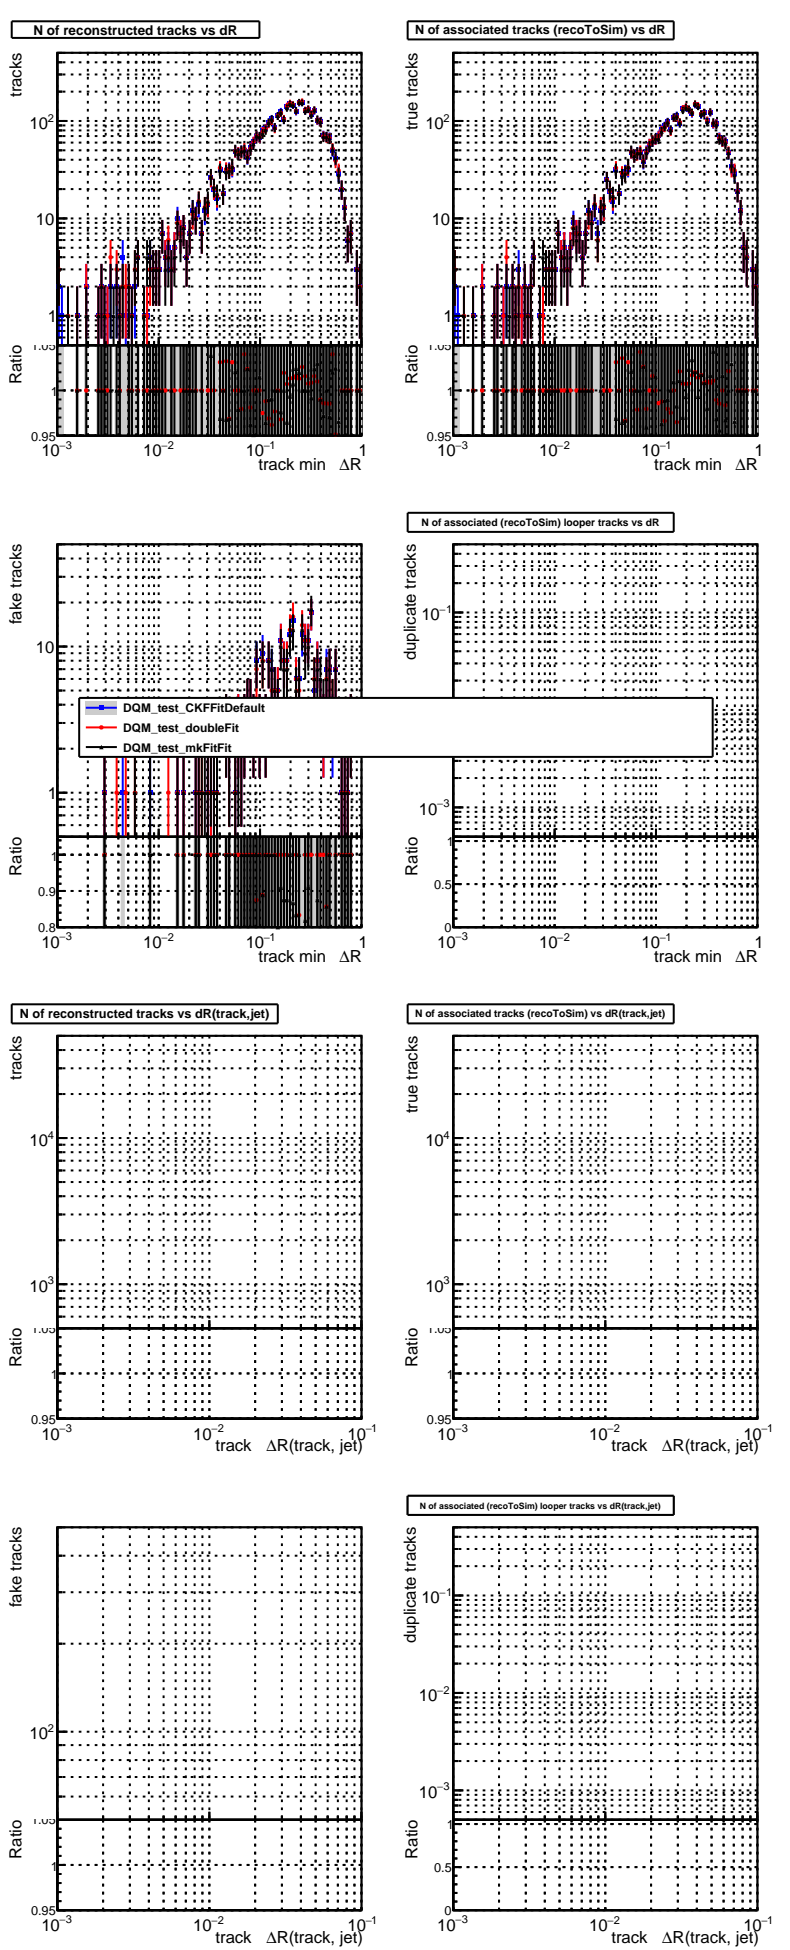 N of reconstructed tracks vs dR
N of associated tracks (recoToSim) vs dR
tracks
10²
10
1
1.05
Ratio
1
0.95
10⁻³ 10⁻² 10⁻¹ 1
track min ΔR
true tracks
10²
10
1
1.05
Ratio
1
0.95
10⁻³ 10⁻² 10⁻¹ 1
track min ΔR
N of associated (recoToSim) looper tracks vs dR
fake tracks
10
1
Ratio
1
0.9
0.8
10⁻³ 10⁻² 10⁻¹ 1
track min ΔR
duplicate tracks
10⁻¹
10⁻³
Ratio
1
0.5
0
10⁻³ 10⁻² 10⁻¹ 1
track min ΔR
DQM_test_CKFFitDefault
DQM_test_doubleFit
DQM_test_mkFitFit
N of reconstructed tracks vs dR(track,jet)
N of associated tracks (recoToSim) vs dR(track,jet)
tracks
10⁴
10³
1.05
Ratio
1
0.95
10⁻³ 10⁻² 10⁻¹
track ΔR(track, jet)
true tracks
10⁴
10³
1.05
Ratio
1
0.95
10⁻³ 10⁻² 10⁻¹
track ΔR(track, jet)
N of associated (recoToSim) looper tracks vs dR(track,jet)
fake tracks
10²
1.05
Ratio
1
0.95
10⁻³ 10⁻² 10⁻¹
track ΔR(track, jet)
duplicate tracks
10⁻¹
10⁻²
10⁻³
Ratio
1
0.5
0
10⁻³ 10⁻² 10⁻¹
track ΔR(track, jet)